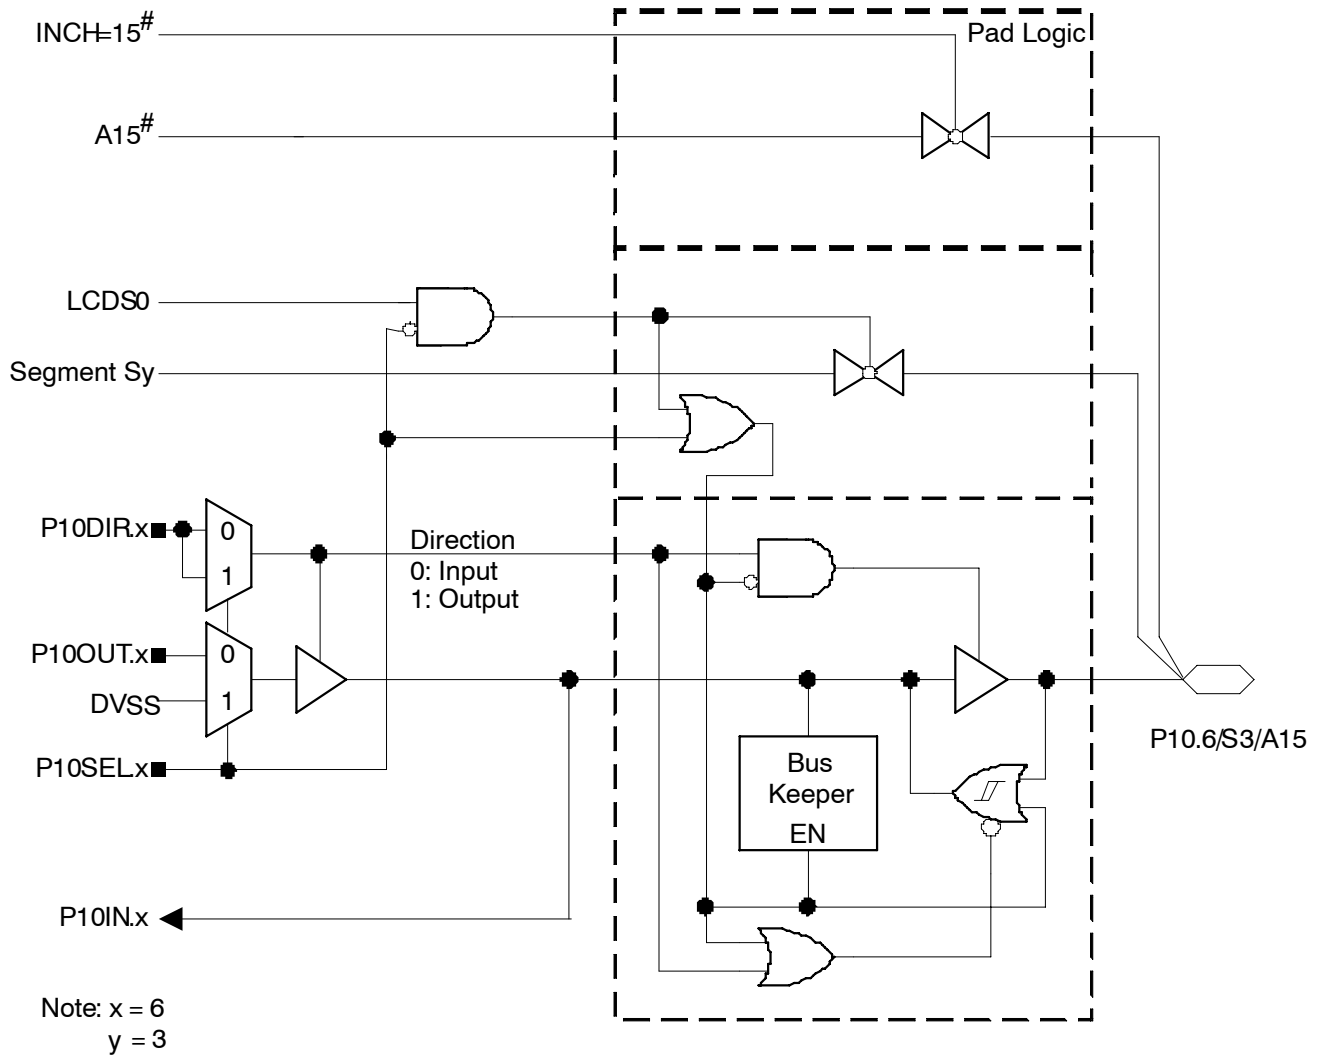 INCH=15#
Pad Logic
A15#
LCDS0
Segment Sy
P10DIR.x
0
1
Direction
0: Input
1: Output
P10OUT.x
0
DVSS
1
P10SEL.x
P10.6/S3/A15
Bus
Keeper
EN
P10IN.x
Note: x = 6
y = 3